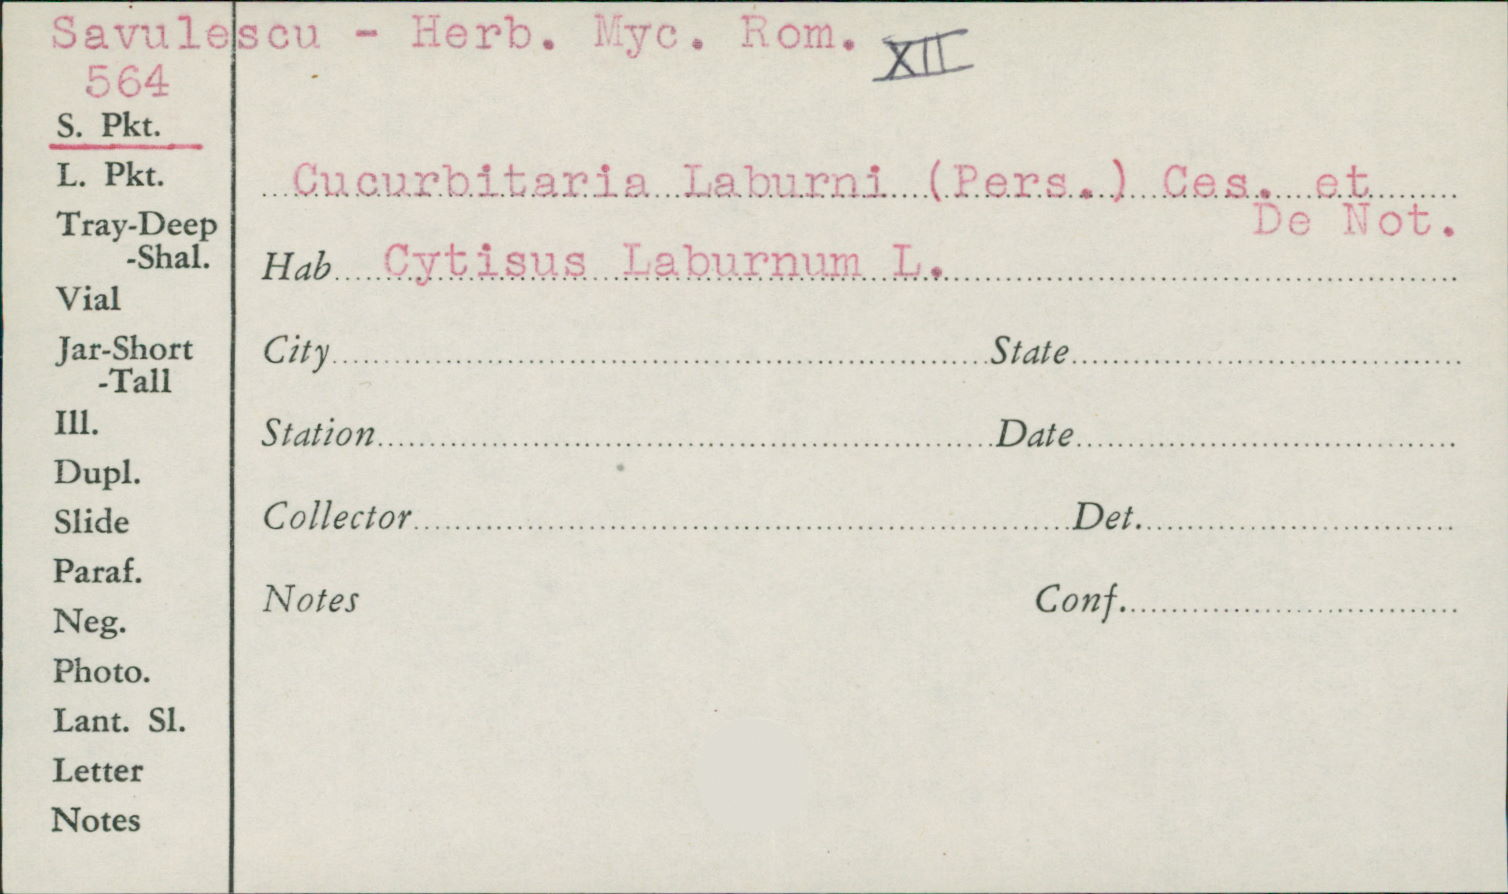 Savulescu - Herb. Myc. Rom. XII
564
S. Pkt.
L. Pkt.
Tray-Deep
-Shal.
Vial
Jar-Short
-Tall
Ill.
Dupl.
Slide
Paraf.
Neg.
Photo.
Lant. Sl.
Letter
Notes
Cucurbitaria Laburni (Pers.) Ces. et
De Not.
Hab Cytisus Laburnum L.
City State
Station Date
Collector Det.
Notes Conf.